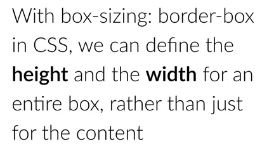 With box-sizing: border-box
in CSS, we can define the
height and the width for an
entire box, rather than just
for the content